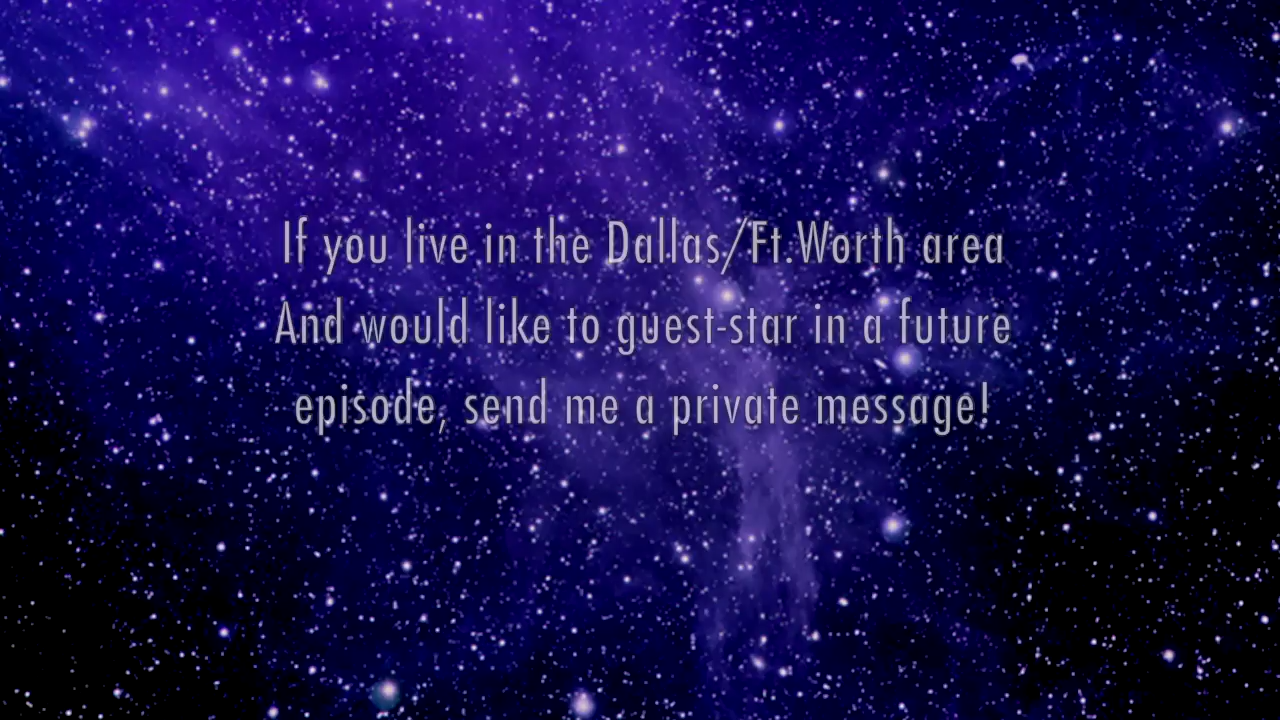 If you live in the Dallas/Ft.Worth area
And would like to guest-star in a future
episode, send me a private message!